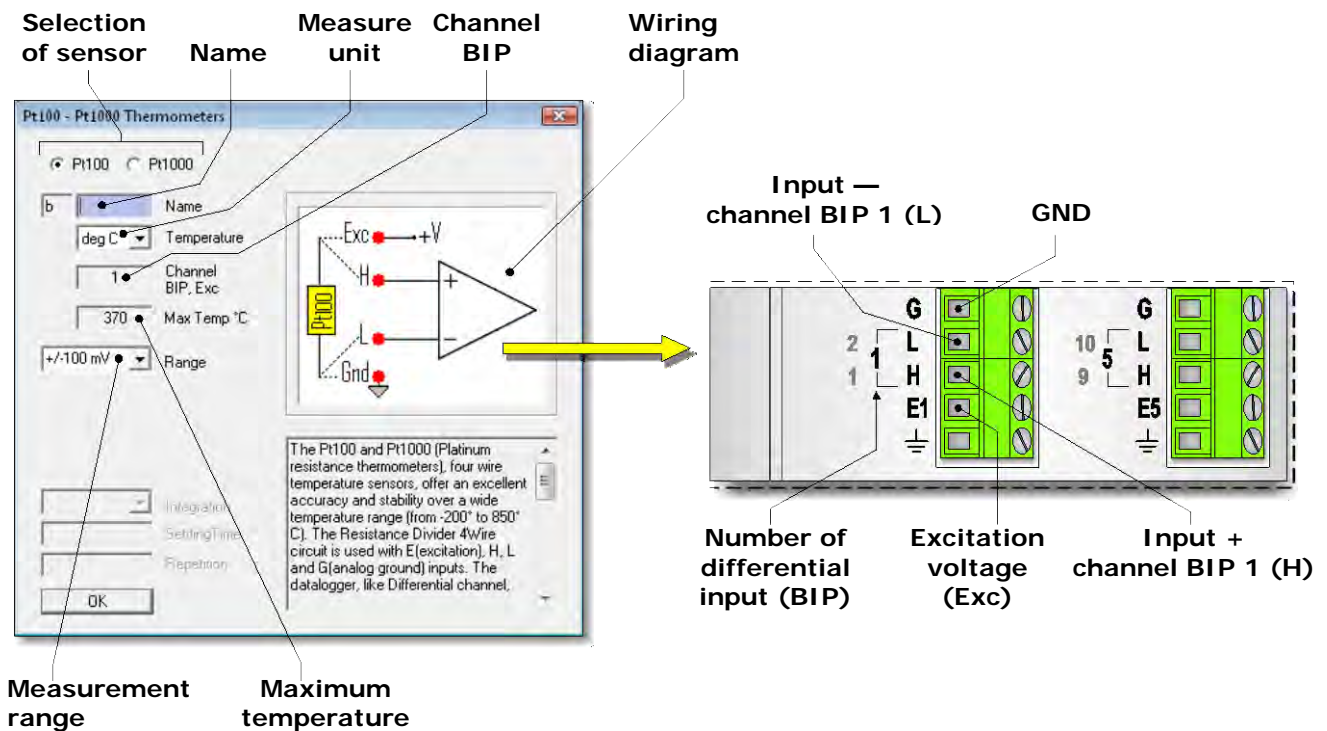 Selection
of sensor
Name
Measure
unit
Channel
BIP
Wiring
diagram
Pt100 - Pt1000 Thermometers
Pt100
Pt1000
b
Name
deg C
Temperature
1
Channel
BIP, Exc
370
Max Temp °C
+/-100 mV
Range
Integration
SettlingTime
Repetition
OK
Exc
+V
H
+
Pt100
L
−
Gnd
The Pt100 and Pt1000 (Platinum
resistance thermometers), four wire
temperature sensors, offer an excellent
accuracy and stability over a wide
temperature range (from -200° to 850°
C). The Resistance Divider 4Wire
circuit is used with E(excitation), H, L
and G(analog ground) inputs. The
datalogger, like Differential channel,
Measurement
range
Maximum
temperature
Input —
channel BIP 1 (L)
GND
G
2
L
1
1
H
E1
G
10
L
5
9
H
E5
Number of
differential
input (BIP)
Excitation
voltage
(Exc)
Input +
channel BIP 1 (H)